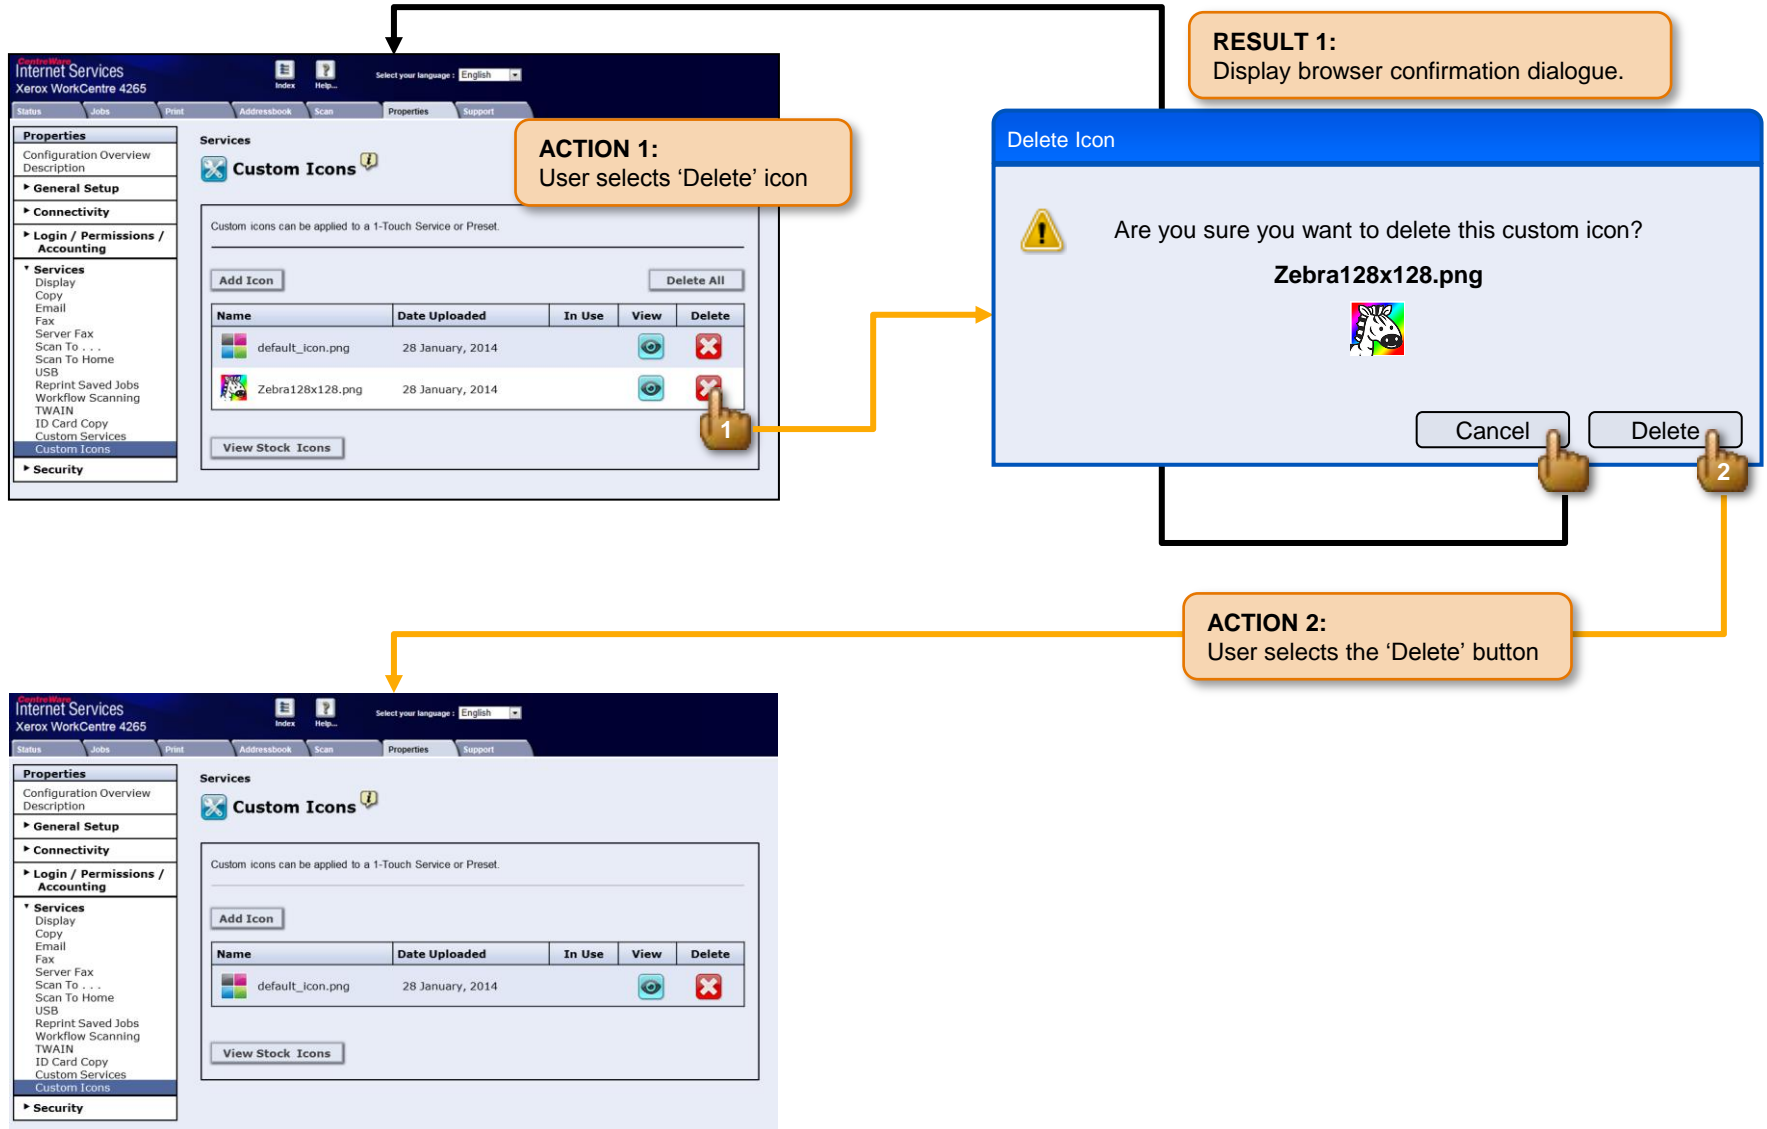 RESULT 1:
Display browser confirmation dialogue.
CentreWare
Internet Services
Xerox WorkCentre 4265
Index
Help...
Select your language : English
Status
Jobs
Print
Addressbook
Scan
Properties
Support
ACTION 1:
User selects ‘Delete’ icon
Properties
Configuration Overview
Description
General Setup
Connectivity
Login / Permissions /
Accounting
Services
Display
Copy
Email
Fax
Server Fax
Scan To . . .
Scan To Home
USB
Reprint Saved Jobs
Workflow Scanning
TWAIN
ID Card Copy
Custom Services
Custom Icons
Security
Services
Custom Icons
Custom icons can be applied to a 1-Touch Service or Preset.
Add Icon
Delete All
Name Date Uploaded In Use View Delete
default_icon.png 28 January, 2014
Zebra128x128.png 28 January, 2014
1
View Stock Icons
Delete Icon
Are you sure you want to delete this custom icon?
Zebra128x128.png
Cancel
Delete
2
ACTION 2:
User selects the ‘Delete’ button
CentreWare
Internet Services
Xerox WorkCentre 4265
Index
Help...
Select your language : English
Status
Jobs
Print
Addressbook
Scan
Properties
Support
Properties
Configuration Overview
Description
General Setup
Connectivity
Login / Permissions /
Accounting
Services
Display
Copy
Email
Fax
Server Fax
Scan To . . .
Scan To Home
USB
Reprint Saved Jobs
Workflow Scanning
TWAIN
ID Card Copy
Custom Services
Custom Icons
Security
Services
Custom Icons
Custom icons can be applied to a 1-Touch Service or Preset.
Add Icon
Name Date Uploaded In Use View Delete
default_icon.png 28 January, 2014
View Stock Icons